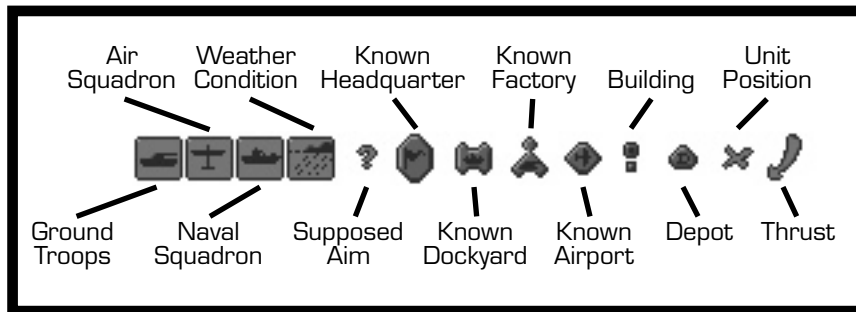 Air
Squadron
Weather
Condition
Known
Headquarter
Known
Factory
Building
Unit
Position
Ground
Troops
Naval
Squadron
Supposed
Aim
Known
Dockyard
Known
Airport
Depot
Thrust